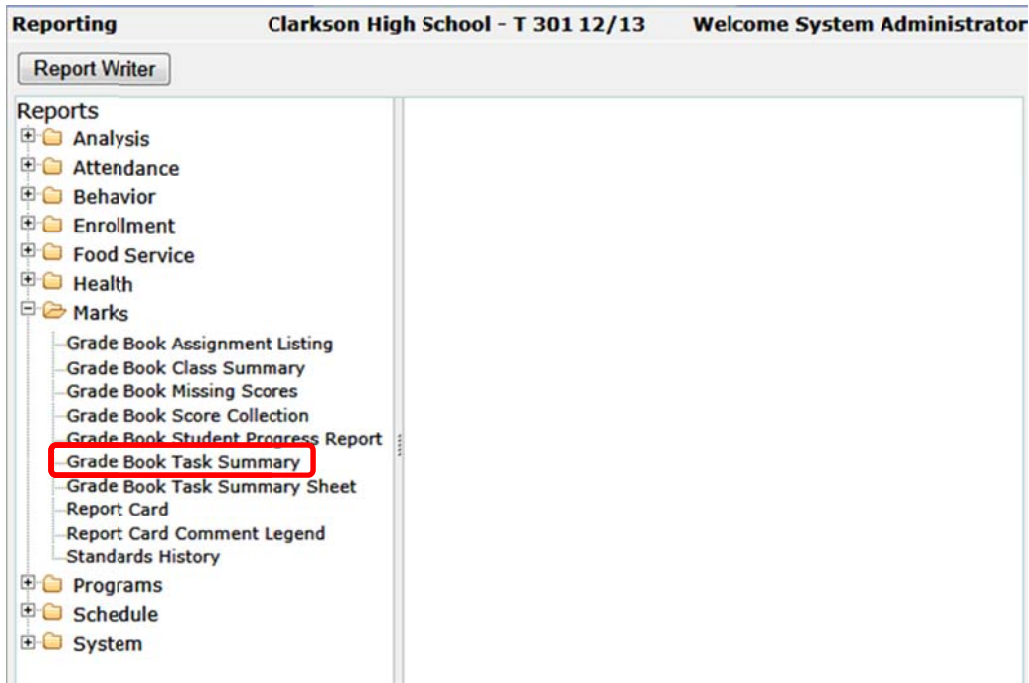 Reporting Clarkson High School - T 301 12/13 Welcome System Administrator
Report Writer
Reports
Analysis
Attendance
Behavior
Enrollment
Food Service
Health
Marks
Grade Book Assignment Listing
Grade Book Class Summary
Grade Book Missing Scores
Grade Book Score Collection
Grade Book Student Progress Report
Grade Book Task Summary
Grade Book Task Summary Sheet
Report Card
Report Card Comment Legend
Standards History
Programs
Schedule
System